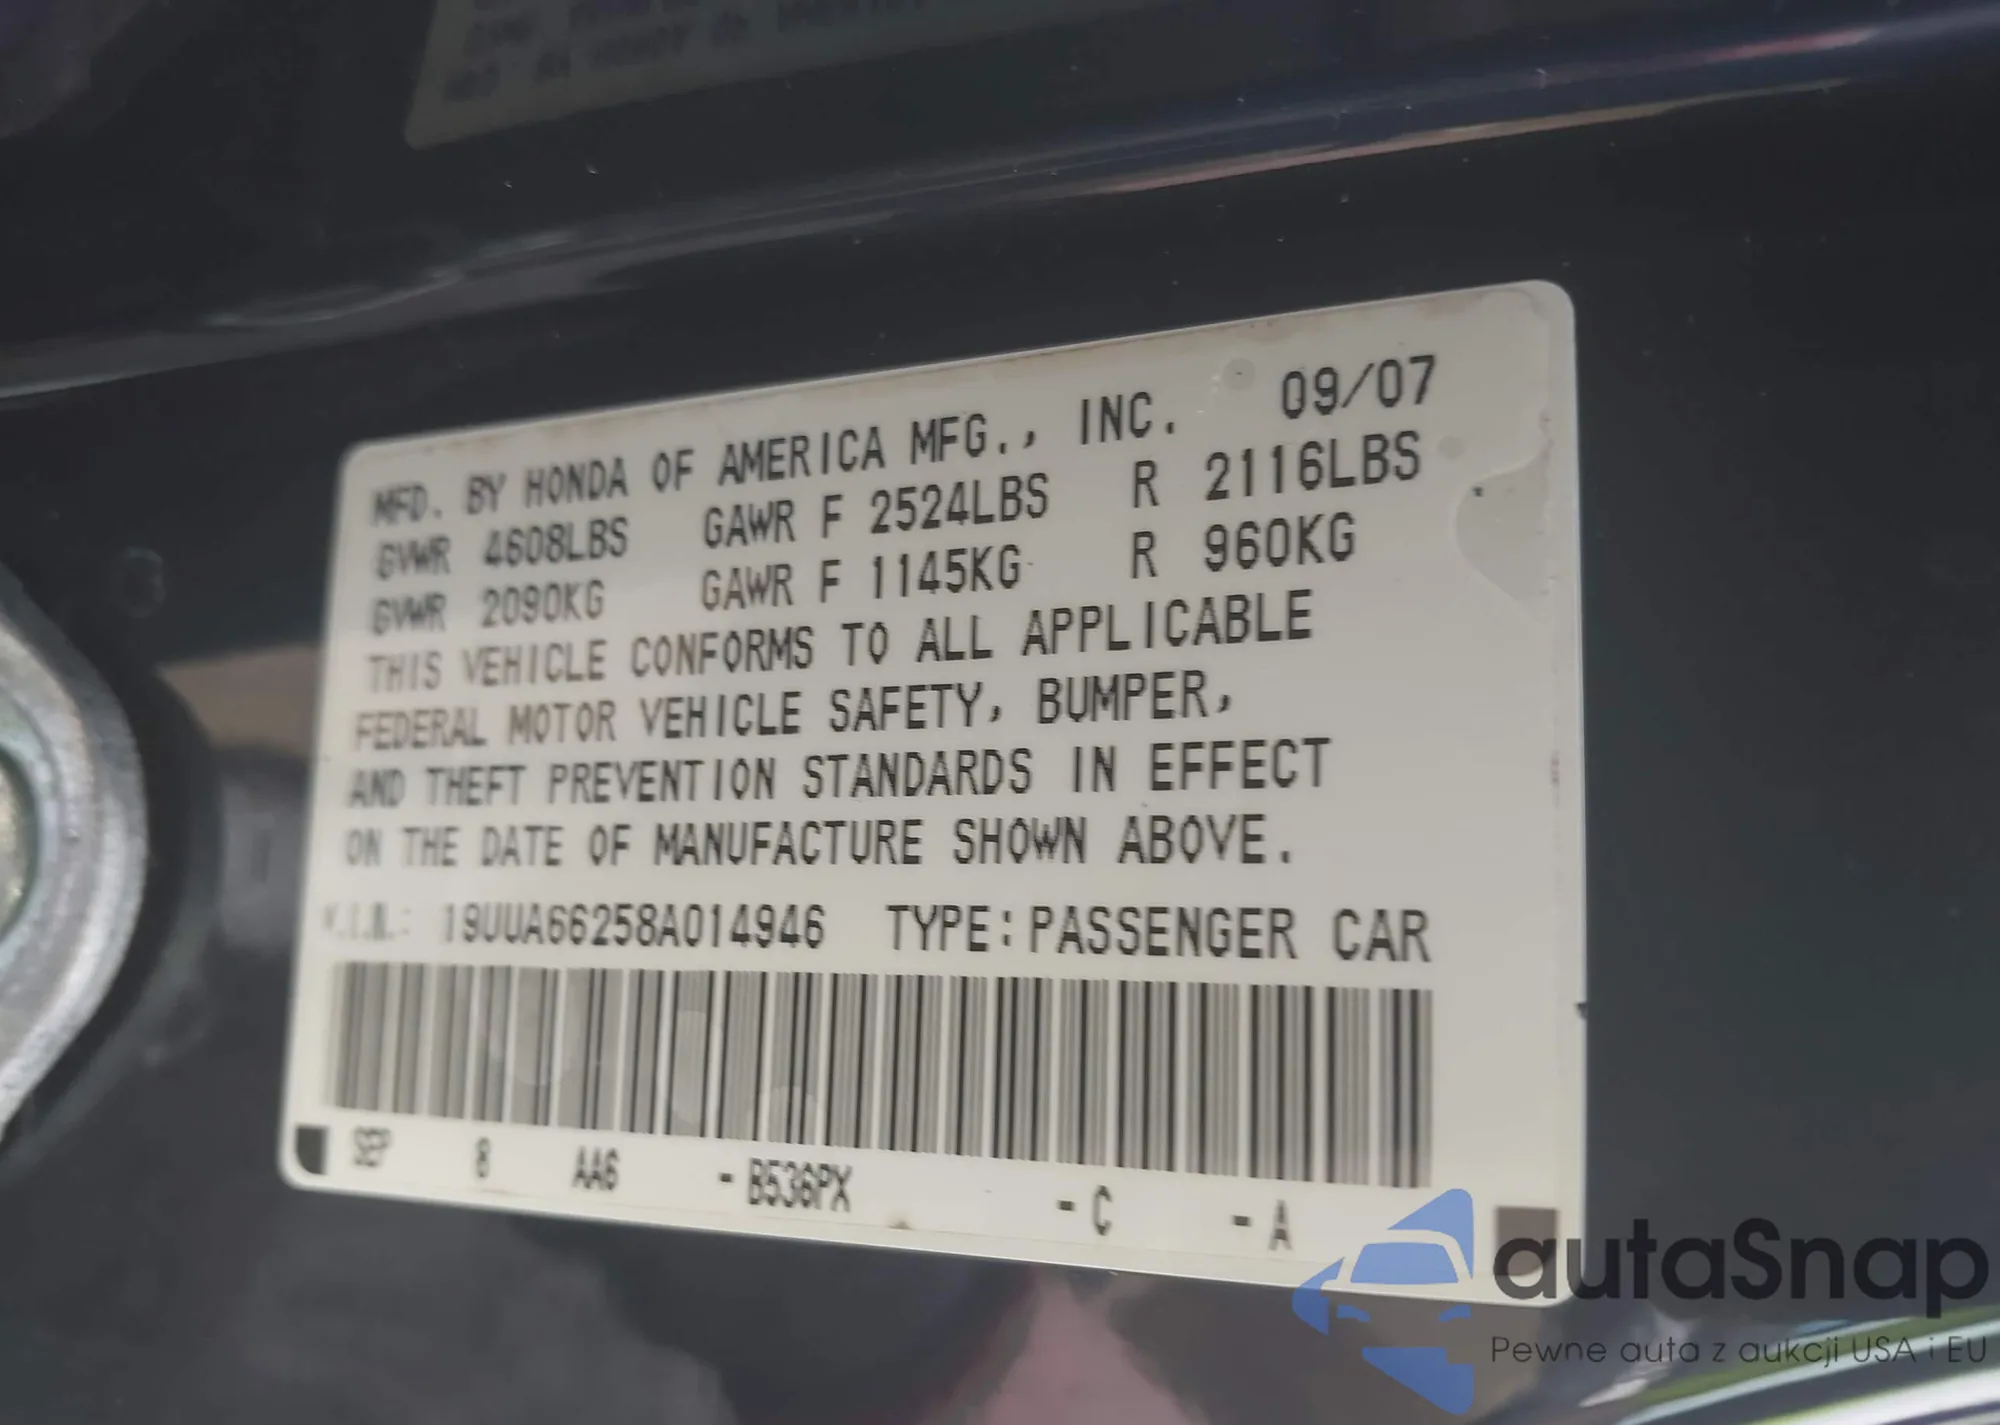 MFD. BY HONDA OF AMERICA MFG., INC. 09/07
GVWR 4608LBS GAWR F 2524LBS R 2116LBS
GVWR 2090KG GAWR F 1145KG R 960KG
THIS VEHICLE CONFORMS TO ALL APPLICABLE
FEDERAL MOTOR VEHICLE SAFETY, BUMPER,
AND THEFT PREVENTION STANDARDS IN EFFECT
ON THE DATE OF MANUFACTURE SHOWN ABOVE.
V.I.N.: 19UUA66258A014946 TYPE: PASSENGER CAR
SEP 8 AA6 - B536PX - C - A
autaSnap
Pewne auta z aukcji USA i EU